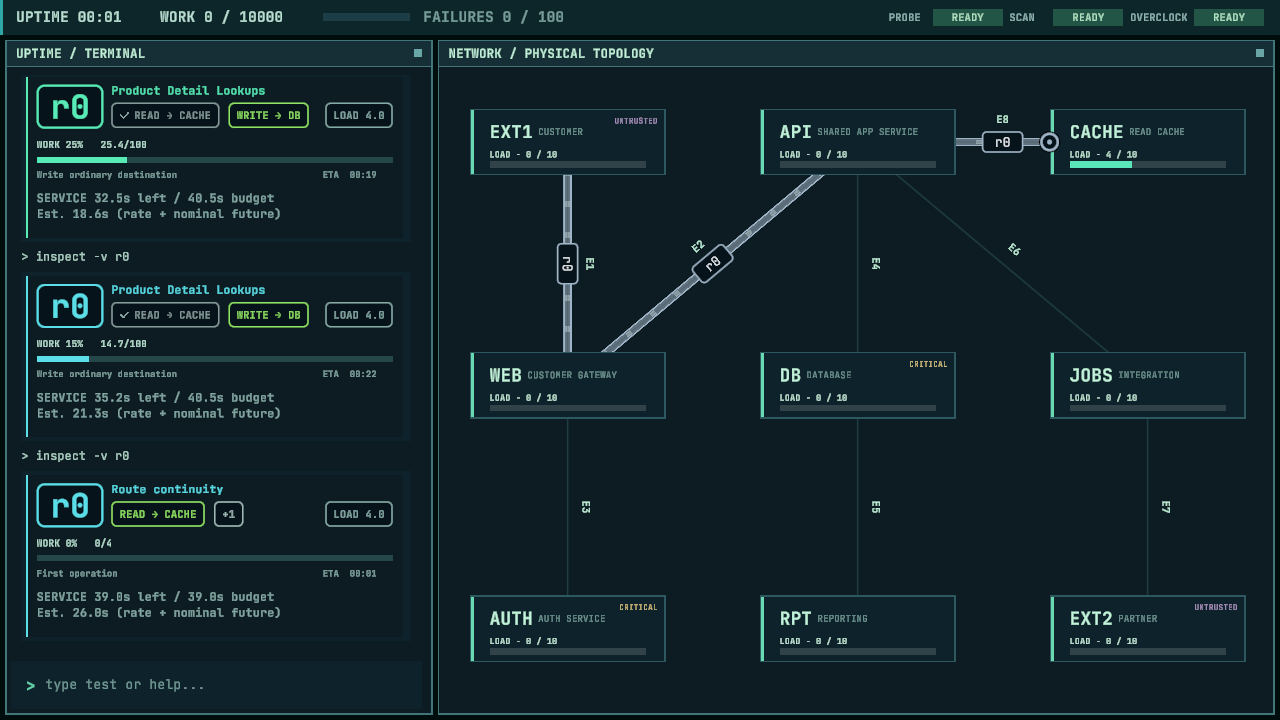 UPTIME 00:01 WORK 0 / 10000 FAILURES 0 / 100 PROBE READY SCAN READY OVERCLOCK READY
UPTIME / TERMINAL
r0 Product Detail Lookups
✓ READ → CACHE WRITE → DB LOAD 4.0
WORK 25% 25.4/100
Write ordinary destination ETA 00:19
SERVICE 32.5s left / 40.5s budget
Est. 18.6s (rate + nominal future)
> inspect -v r0
r0 Product Detail Lookups
✓ READ → CACHE WRITE → DB LOAD 4.0
WORK 15% 14.7/100
Write ordinary destination ETA 00:22
SERVICE 35.2s left / 40.5s budget
Est. 21.3s (rate + nominal future)
> inspect -v r0
r0 Route continuity
READ → CACHE +1 LOAD 4.0
WORK 0% 0/4
First operation ETA 00:01
SERVICE 39.0s left / 39.0s budget
Est. 26.0s (rate + nominal future)
> type test or help...
NETWORK / PHYSICAL TOPOLOGY
UNTRUSTED
EXT1 CUSTOMER
LOAD - 0 / 10
API SHARED APP SERVICE
LOAD - 0 / 10
E8
r0
CACHE READ CACHE
LOAD - 4 / 10
r0 E1
E2
r0
E4
E6
WEB CUSTOMER GATEWAY
LOAD - 0 / 10
CRITICAL
DB DATABASE
LOAD - 0 / 10
JOBS INTEGRATION
LOAD - 0 / 10
E3
E5
E7
CRITICAL
AUTH AUTH SERVICE
LOAD - 0 / 10
RPT REPORTING
LOAD - 0 / 10
UNTRUSTED
EXT2 PARTNER
LOAD - 0 / 10